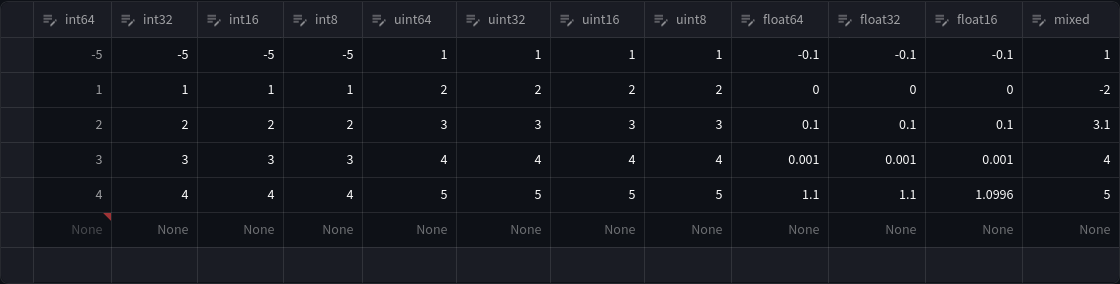 int64 int32 int16 int8 uint64 uint32 uint16 uint8 float64 float32 float16 mixed
-5 -5 -5 -5 1 1 1 1 -0.1 -0.1 -0.1 1
1 1 1 1 2 2 2 2 0 0 0 -2
2 2 2 2 3 3 3 3 0.1 0.1 0.1 3.1
3 3 3 3 4 4 4 4 0.001 0.001 0.001 4
4 4 4 4 5 5 5 5 1.1 1.1 1.0996 5
None None None None None None None None None None None None